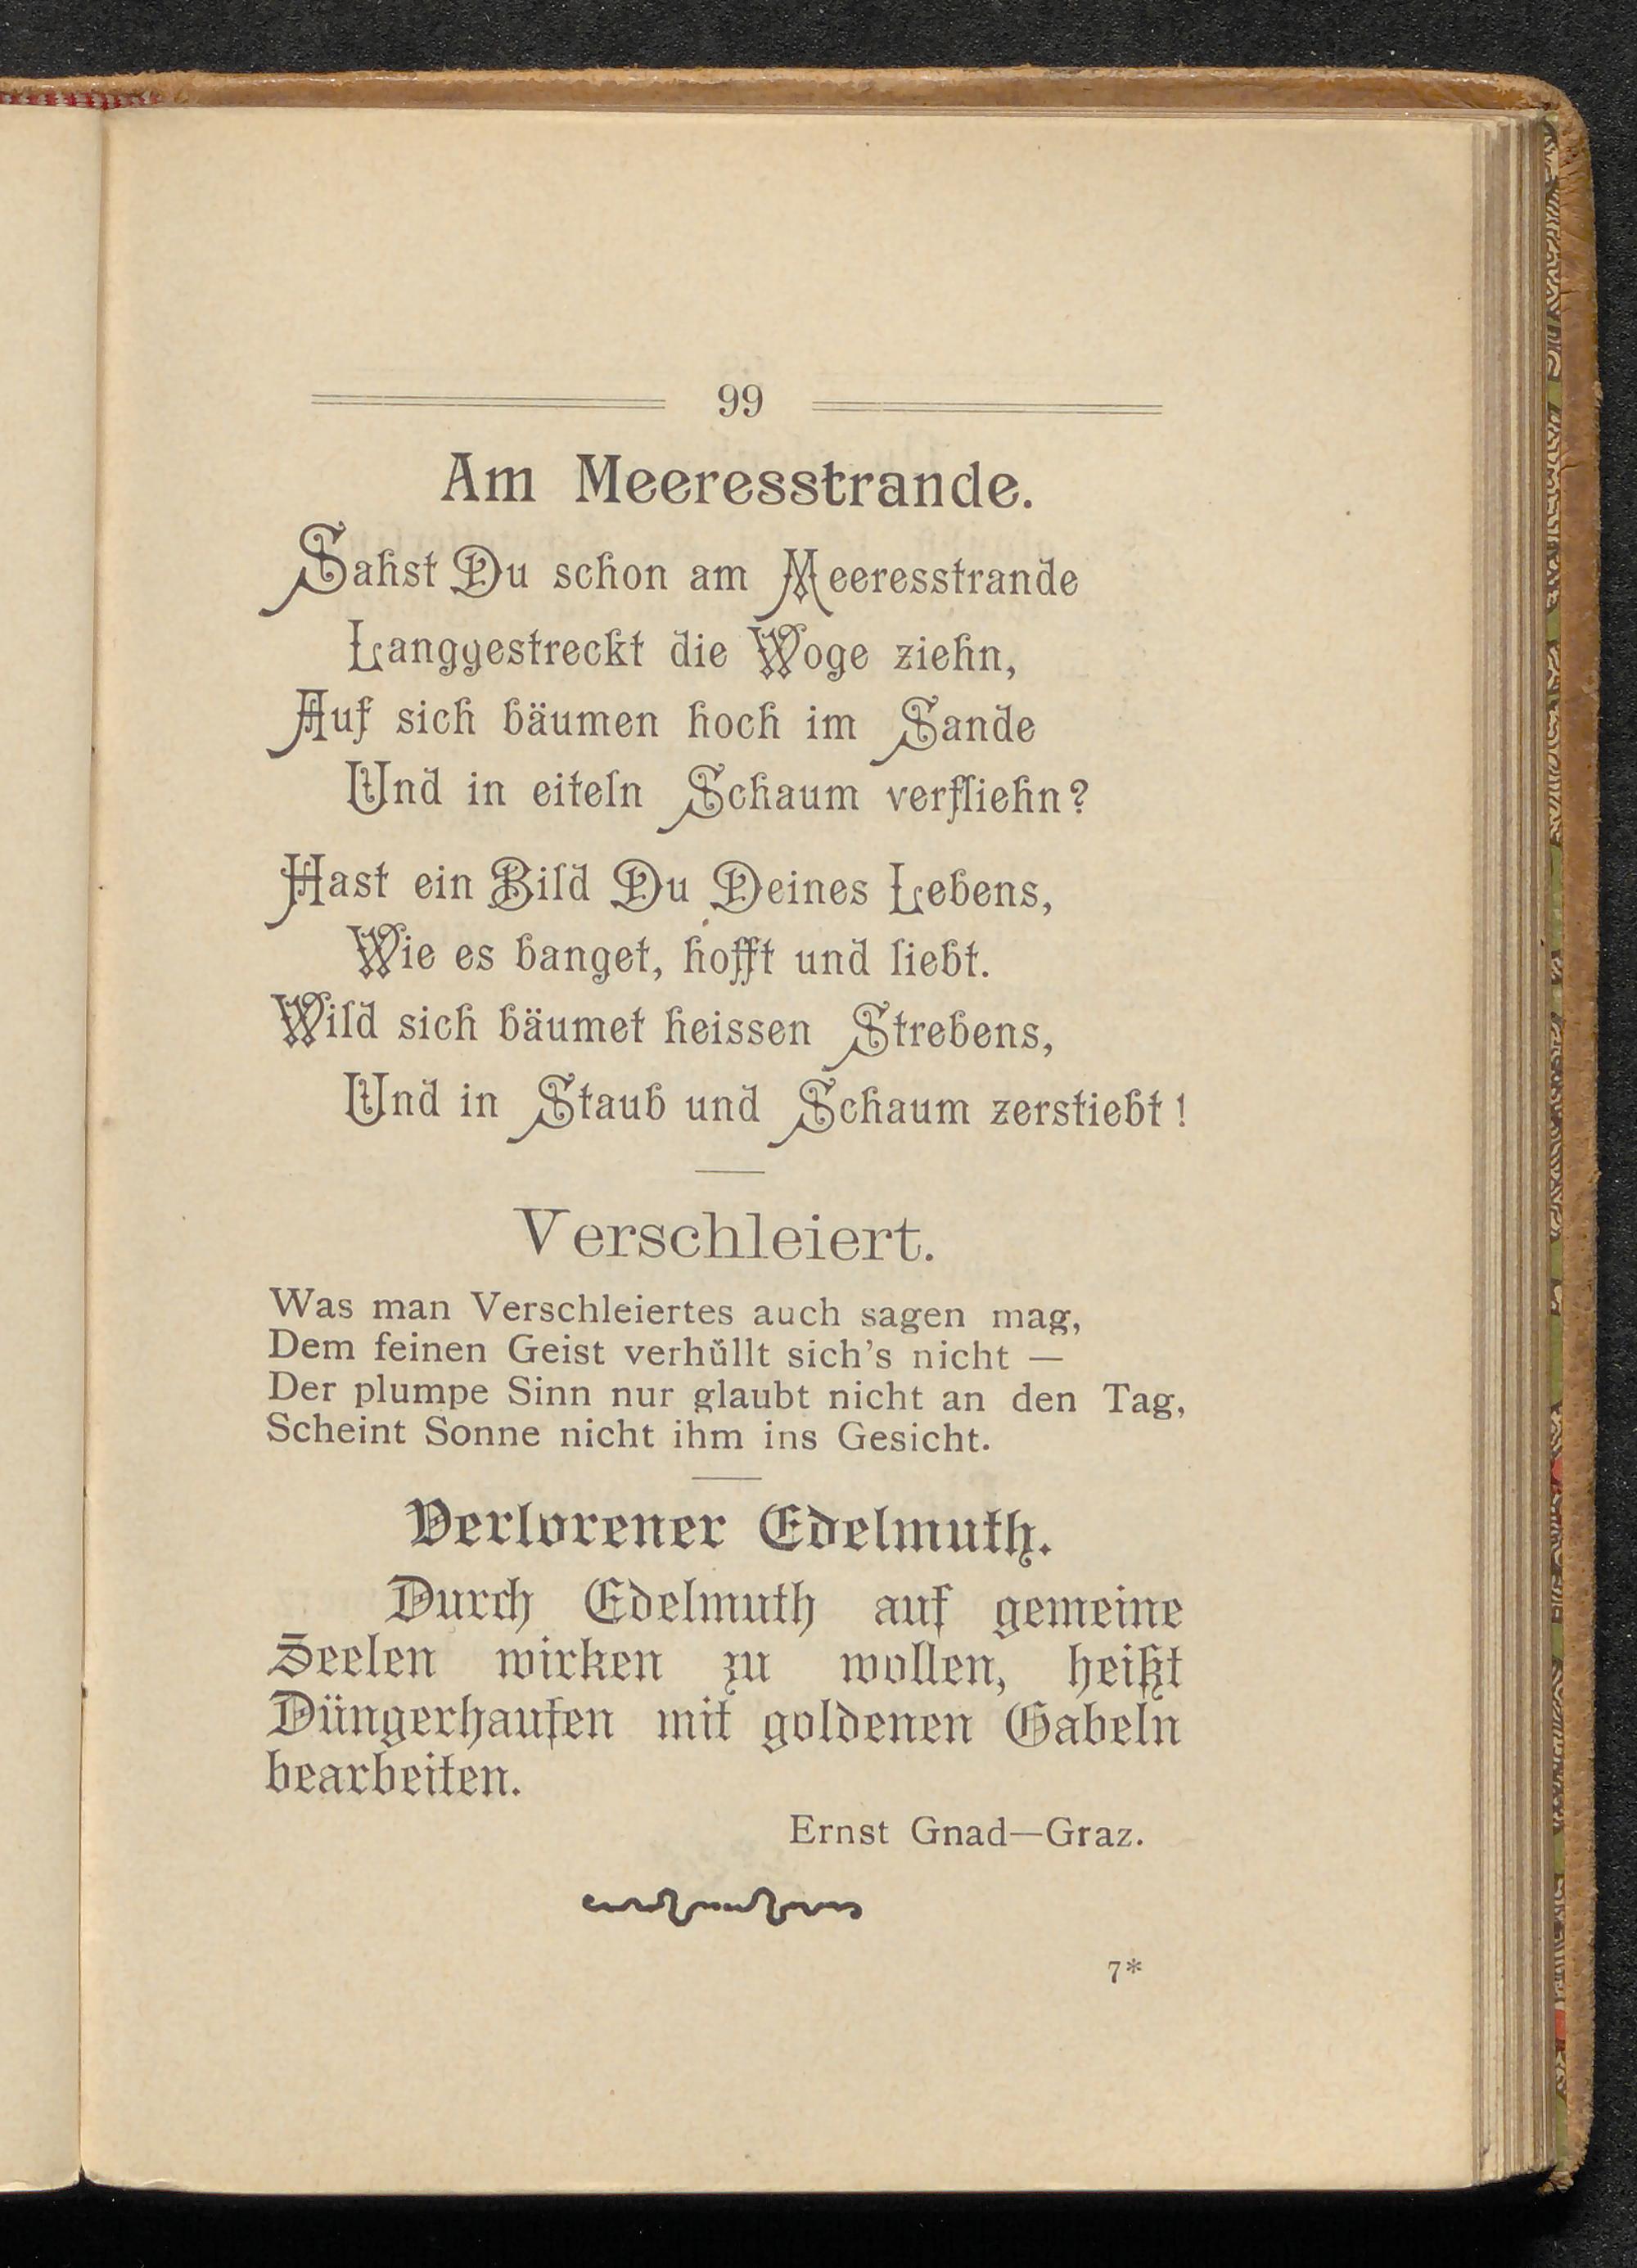 99
Am Meeresstrande.
Sahst Du schon am Meeresstrande
Langgestreckt die Woge ziehn,
Auf sich bäumen hoch im Sande
Und in eiteln Schaum verfliehn?
Hast ein Bild Du Deines Lebens,
Wie es banget, hofft und liebt.
Wild sich bäumet heissen Strebens,
Und in Staub und Schaum zerstiebt!
Verschleiert.
Was man Verschleiertes auch sagen mag,
Dem feinen Geist verhüllt sich's nicht —
Der plumpe Sinn nur glaubt nicht an den Tag,
Scheint Sonne nicht ihm ins Gesicht.
Verlorener Edelmuth.
Durch Edelmuth auf gemeine
Seelen wirken zu wollen, heißt
Düngerhaufen mit goldenen Gabeln
bearbeiten.
Ernst Gnad—Graz.
7*